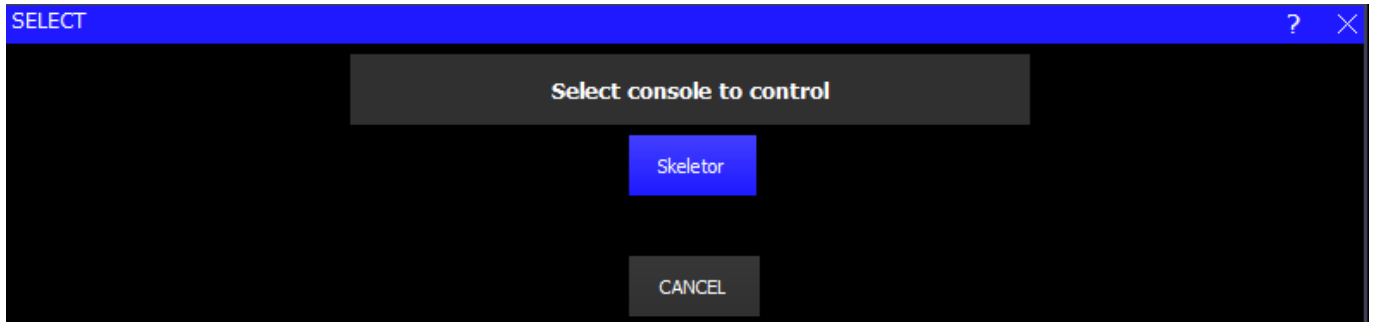 SELECT
?
Select console to control
Skeletor
CANCEL